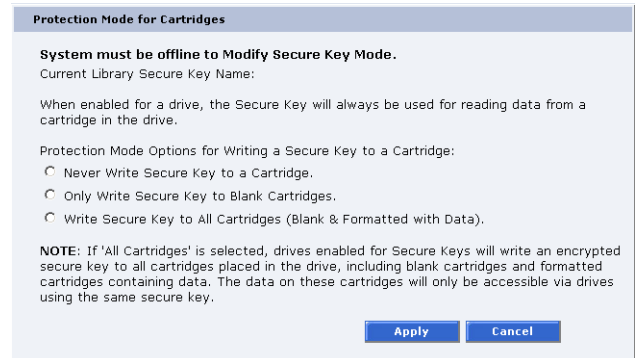 Protection Mode for Cartridges
System must be offline to Modify Secure Key Mode.
Current Library Secure Key Name:
When enabled for a drive, the Secure Key will always be used for reading data from a
cartridge in the drive.
Protection Mode Options for Writing a Secure Key to a Cartridge:
Never Write Secure Key to a Cartridge.
Only Write Secure Key to Blank Cartridges.
Write Secure Key to All Cartridges (Blank & Formatted with Data).
NOTE: If 'All Cartridges' is selected, drives enabled for Secure Keys will write an encrypted
secure key to all cartridges placed in the drive, including blank cartridges and formatted
cartridges containing data. The data on these cartridges will only be accessible via drives
using the same secure key.
Apply Cancel